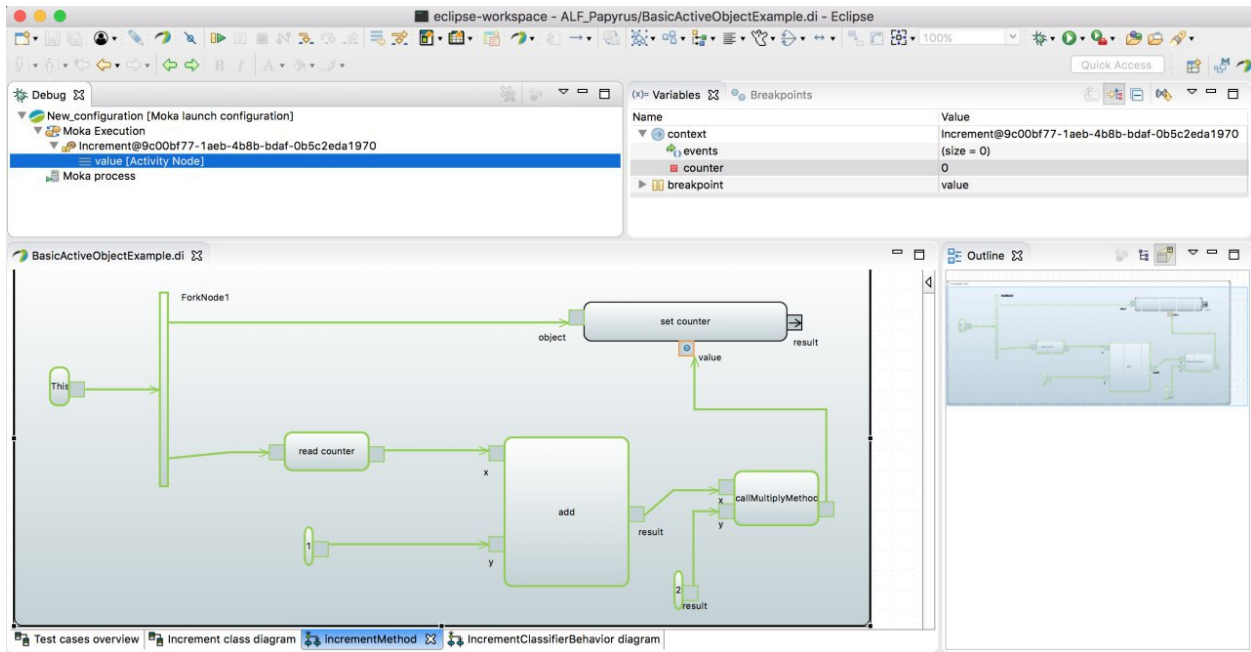 eclipse-workspace - ALF_Papyrus/BasicActiveObjectExample.di - Eclipse
100%
B I A
Quick Access
Debug
New_configuration [Moka launch configuration]
Moka Execution
Increment@9c00bf77-1aeb-4b8b-bdaf-0b5c2eda1970
value [Activity Node]
Moka process
(x)= Variables Breakpoints
Name Value
context Increment@9c00bf77-1aeb-4b8b-bdaf-0b5c2eda1970
events (size = 0)
counter 0
breakpoint value
BasicActiveObjectExample.di
Outline
ForkNode1
set counter
object
result
value
This
read counter
x
add
x
callMultiplyMethod
y
result
1
y
2
result
Test cases overview Increment class diagram incrementMethod IncrementClassifierBehavior diagram